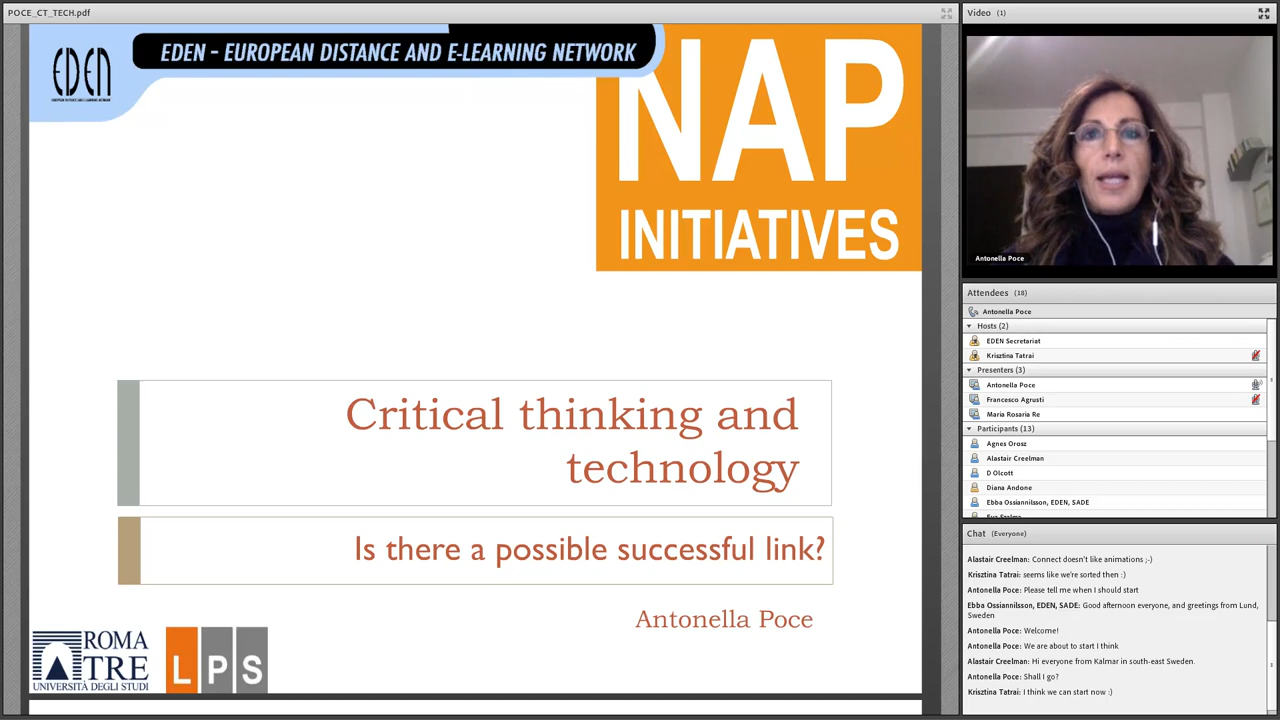 POCE_CT_TECH.pdf
EDEN
EUROPEAN DISTANCE AND E-LEARNING NETWORK
EDEN - EUROPEAN DISTANCE AND E-LEARNING NETWORK
NAP
INITIATIVES
Critical thinking and
technology
Is there a possible successful link?
Antonella Poce
ROMA
TRE
UNIVERSITÀ DEGLI STUDI
LPS
Video (1)
Antonella Poce
Attendees (18)
Antonella Poce
Hosts (2)
EDEN Secretariat
Krisztina Tatrai
Presenters (3)
Antonella Poce
Francesco Agrusti
Maria Rosaria Re
Participants (13)
Agnes Orosz
Alastair Creelman
D Olcott
Diana Andone
Ebba Ossiannilsson, EDEN, SADE
Chat (Everyone)
Alastair Creelman: Connect doesn't like animations ;-)
Krisztina Tatrai: seems like we're sorted then :)
Antonella Poce: Please tell me when I should start
Ebba Ossiannilsson, EDEN, SADE: Good afternoon everyone, and greetings from Lund,
Sweden
Antonella Poce: Welcome!
Antonella Poce: We are about to start I think
Alastair Creelman: Hi everyone from Kalmar in south-east Sweden.
Antonella Poce: Shall I go?
Krisztina Tatrai: I think we can start now :)